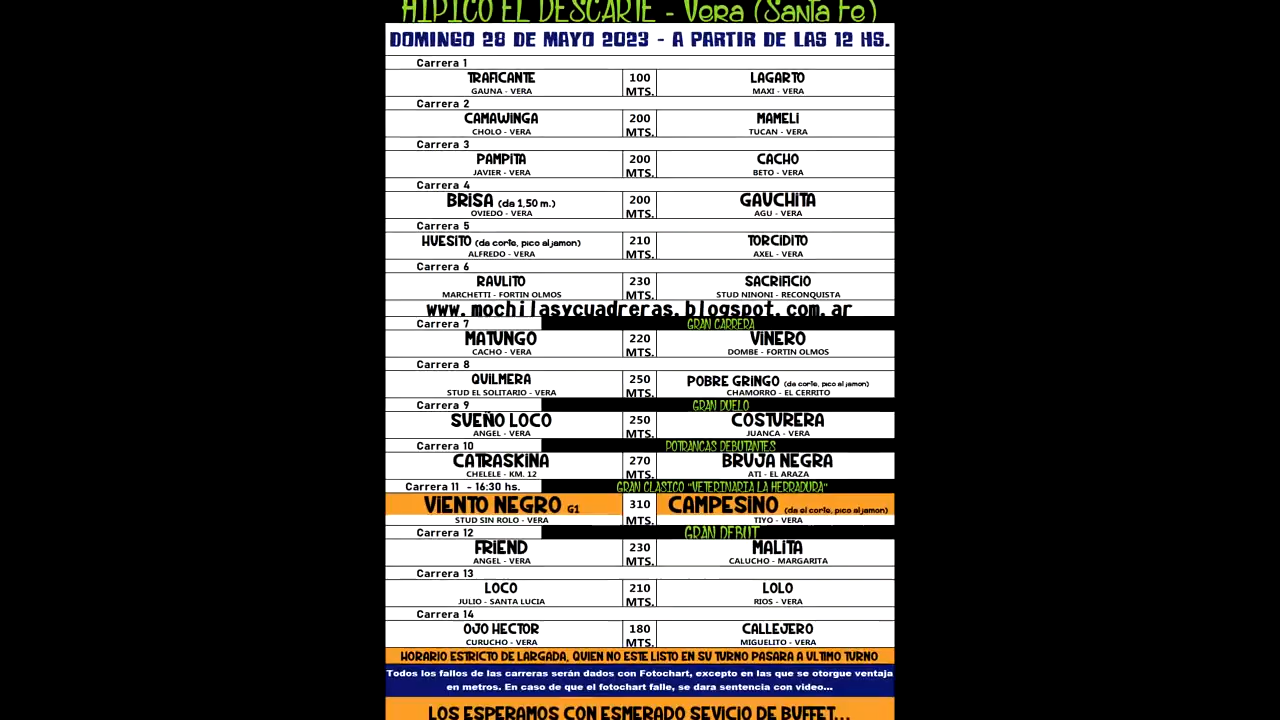 HIPICO EL DESCARTE - Vera (Santa Fe)
DOMINGO 28 DE MAYO 2023 - A PARTIR DE LAS 12 HS.
Carrera 1
TRAFICANTE 100 LAGARTO
GAUNA - VERA MTS. MAXI - VERA
Carrera 2
CAMAWINGA 200 MAMELI
CHOLO - VERA MTS. TUCAN - VERA
Carrera 3
PAMPITA 200 CACHO
JAVIER - VERA MTS. BETO - VERA
Carrera 4
BRISA (da 1,50 m.) 200 GAUCHITA
OVIEDO - VERA MTS. AGU - VERA
Carrera 5
HUESITO (da corte, pico al jamon) 210 TORCIDITO
ALFREDO - VERA MTS. AXEL - VERA
Carrera 6
RAULITO 230 SACRIFICIO
MARCHETTI - FORTIN OLMOS MTS. STUD NINONI - RECONQUISTA
www.mochilasycuadreras.blogspot.com.ar
Carrera 7 GRAN CARRERA
MATUNGO 220 VINERO
CACHO - VERA MTS. DOMBE - FORTIN OLMOS
Carrera 8
QUILMERA 250 POBRE GRINGO (da corte, pico al jamon)
STUD EL SOLITARIO - VERA MTS. CHAMORRO - EL CERRITO
Carrera 9 GRAN DUELO
SUEÑO LOCO 250 COSTURERA
ANGEL - VERA MTS. JUANCA - VERA
Carrera 10 POTRANCAS DEBUTANTES
CATRASKINA 270 BRUJA NEGRA
CHELELE - KM. 12 MTS. ATI - EL ARAZA
Carrera 11 - 16:30 hs. GRAN CLASICO "VETERINARIA LA HERRADURA"
VIENTO NEGRO G1 310 CAMPESINO (da el corte, pico al jamon)
STUD SIN ROLO - VERA MTS. TIYO - VERA
Carrera 12 GRAN DEBUT
FRIEND 230 MALITA
ANGEL - VERA MTS. CALUCHO - MARGARITA
Carrera 13
LOCO 210 LOLO
JULIO - SANTA LUCIA MTS. RIOS - VERA
Carrera 14
OJO HECTOR 180 CALLEJERO
CURUCHO - VERA MTS. MIGUELITO - VERA
HORARIO ESTRICTO DE LARGADA, QUIEN NO ESTE LISTO EN SU TURNO PASARA A ULTIMO TURNO
Todos los fallos de las carreras serán dados con Fotochart, excepto en las que se otorgue ventaja
en metros. En caso de que el fotochart falle, se dara sentencia con video...
LOS ESPERAMOS CON ESMERADO SEVICIO DE BUFFET...